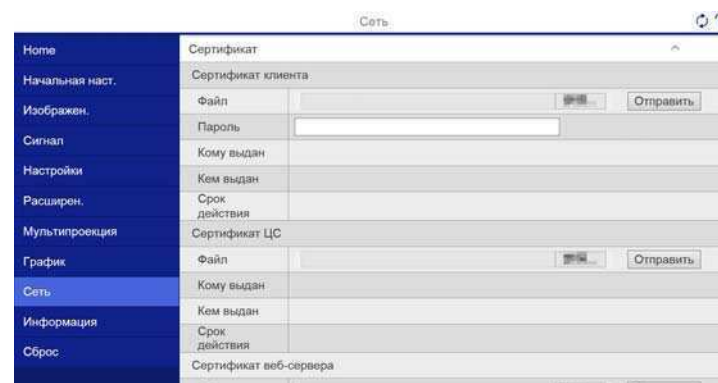 Сеть
Home
Начальная наст.
Изображен.
Сигнал
Настройки
Расширен.
Мультипроекция
График
Сеть
Информация
Сброс
Сертификат
Сертификат клиента
Файл
Отправить
Пароль
Кому выдан
Кем выдан
Срок
действия
Сертификат ЦС
Файл
Отправить
Кому выдан
Кем выдан
Срок
действия
Сертификат веб-сервера